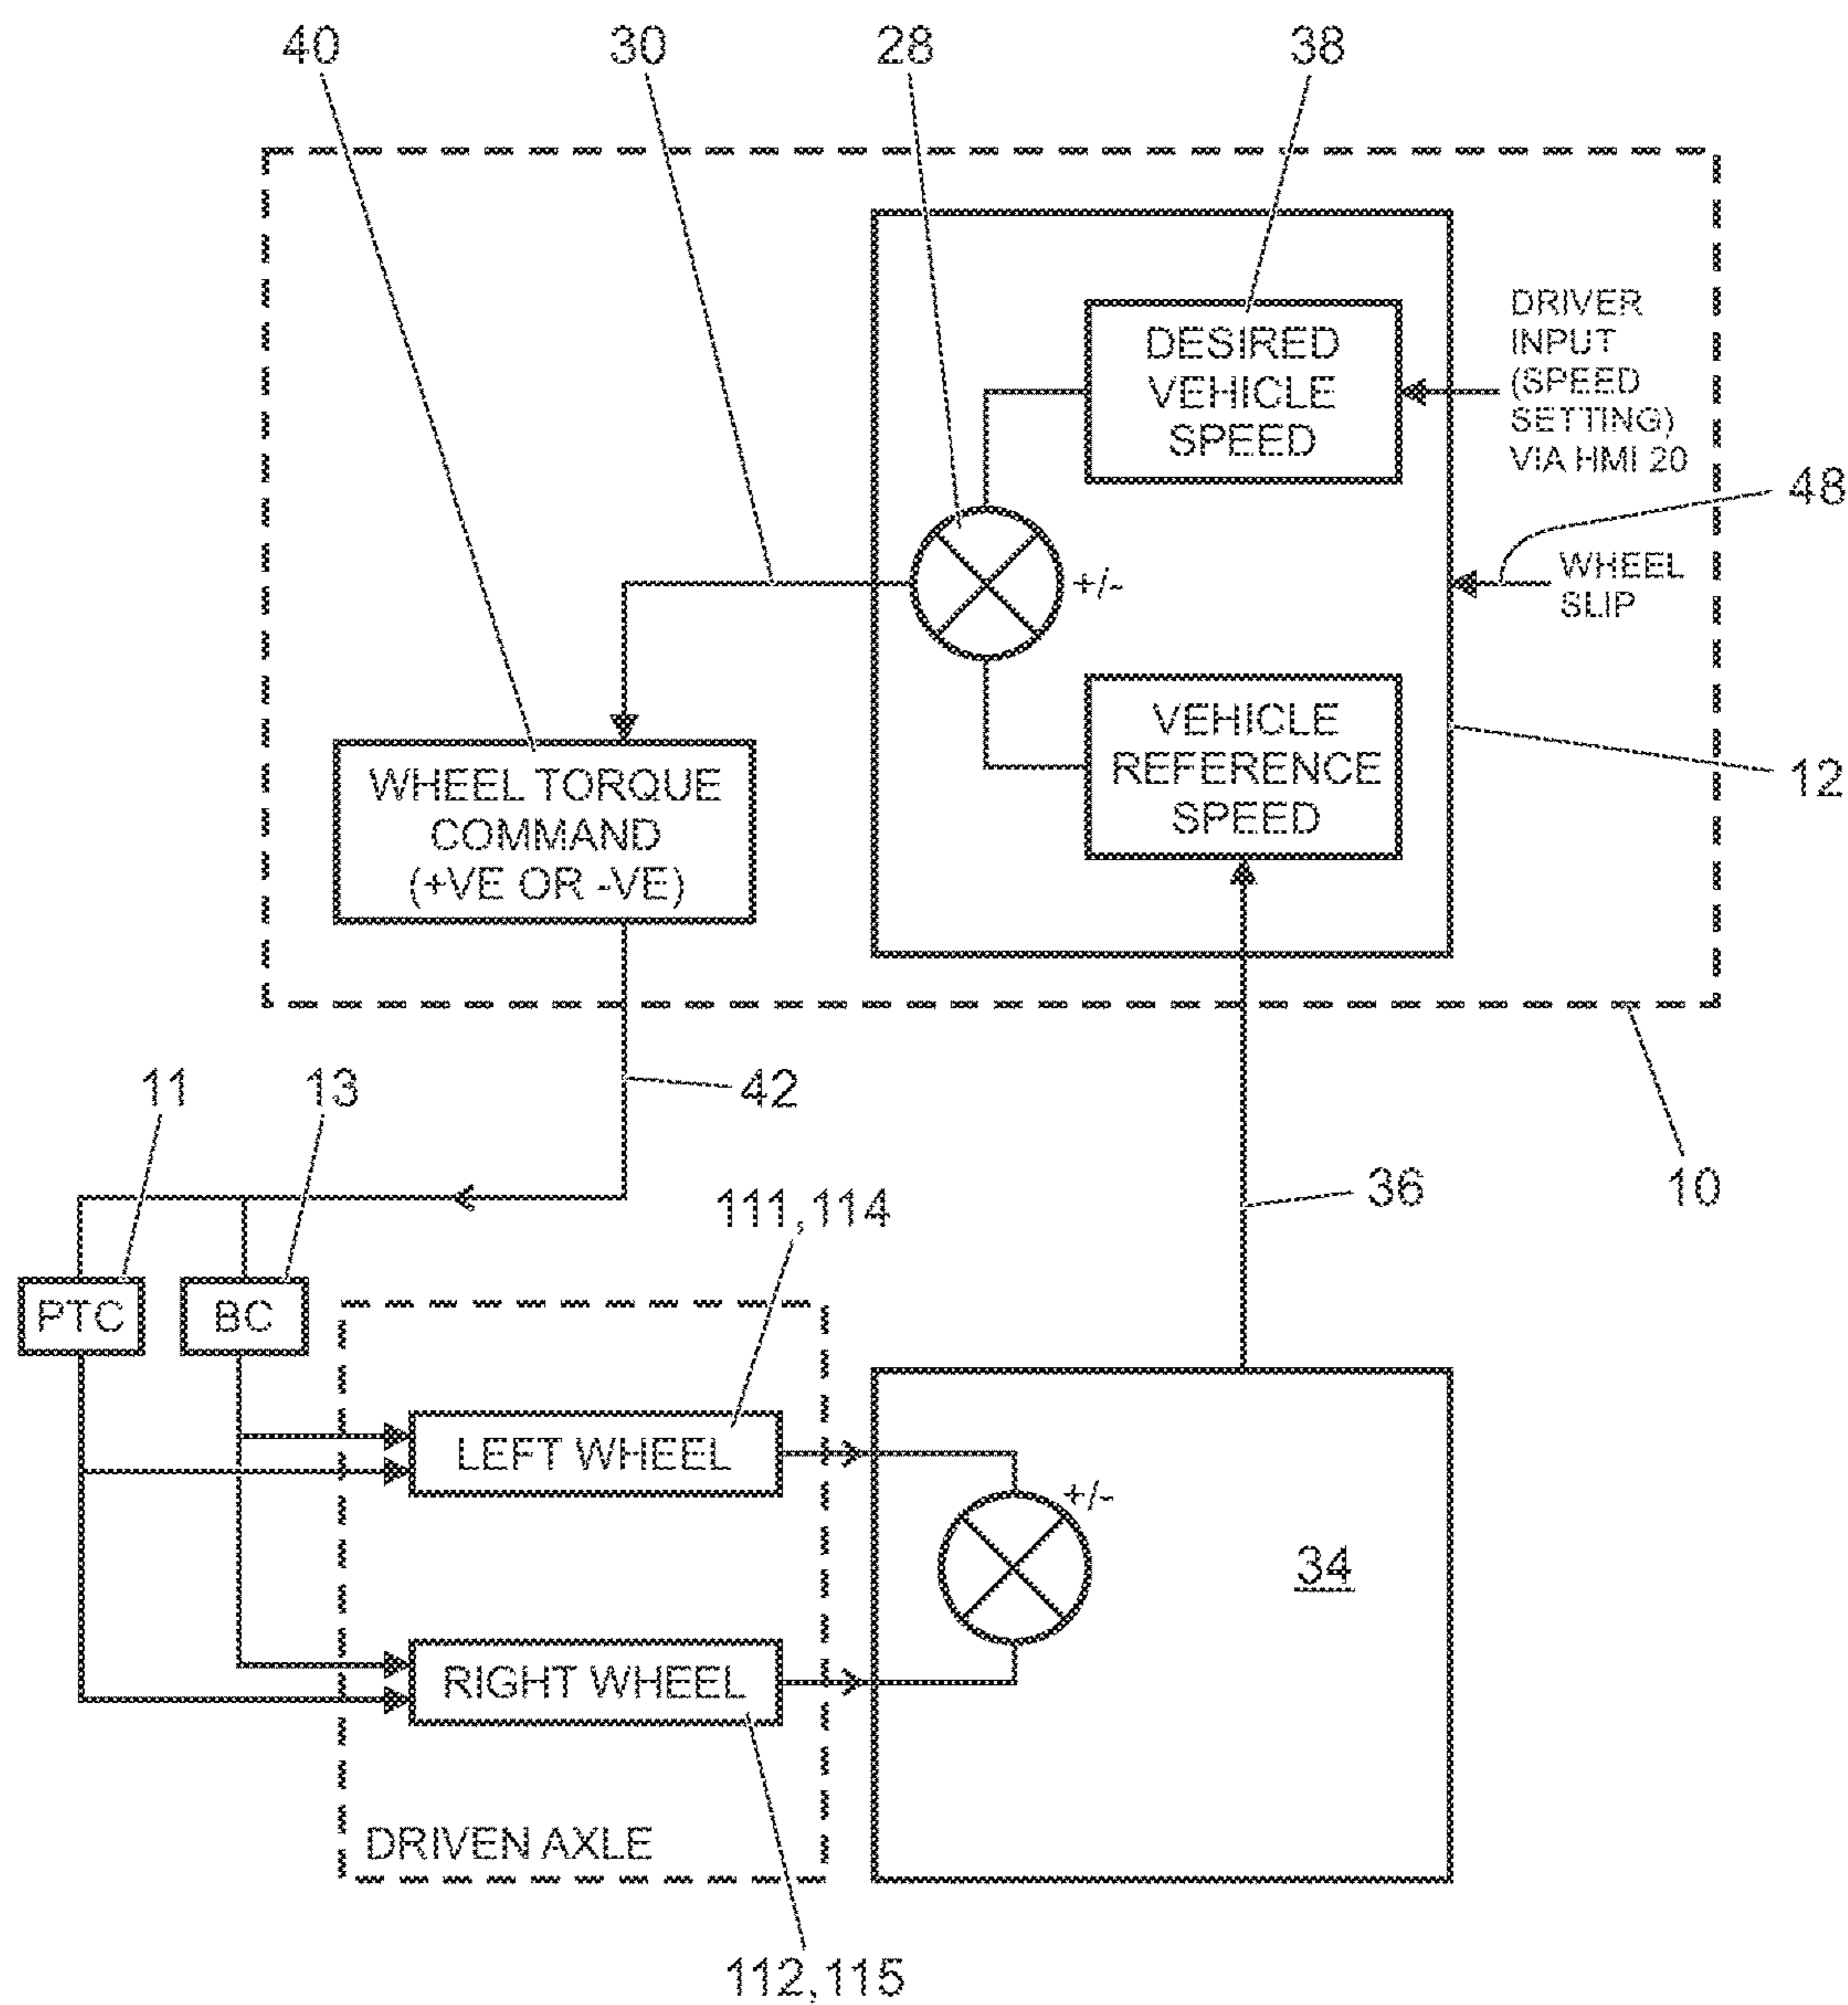 40
30
28
38
DESIRED
VEHICLE
SPEED
DRIVER
INPUT
(SPEED
SETTING)
VIA HMI 20
48
+/-
WHEEL
SLIP
VEHICLE
REFERENCE
SPEED
12
WHEEL TORQUE
COMMAND
(+VE OR -VE)
11
13
42
36
10
111,114
PTC
BC
LEFT WHEEL
+/-
34
RIGHT WHEEL
DRIVEN AXLE
112,115